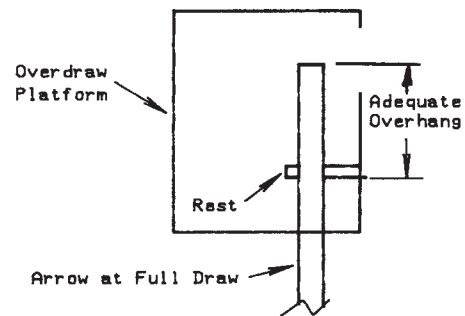 Overdraw
Platform
Adequate
Overhang
Rest
Arrow at Full Draw